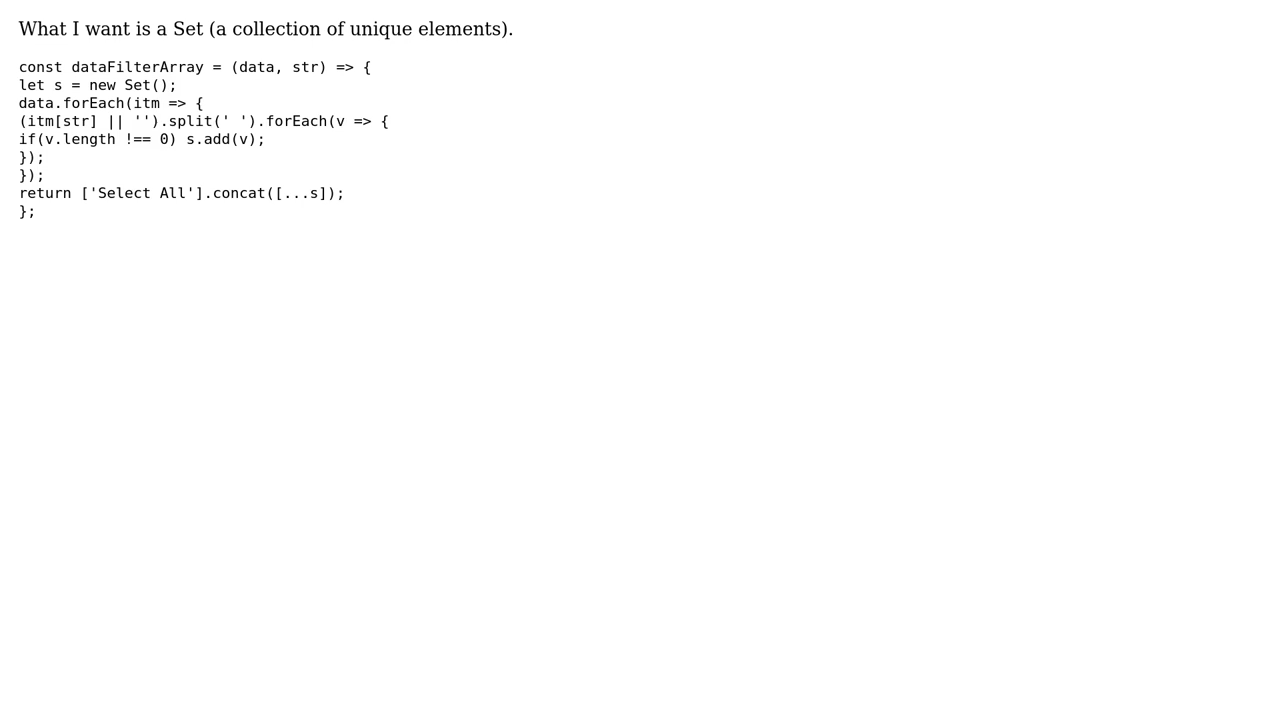 What I want is a Set (a collection of unique elements).
const dataFilterArray = (data, str) => {
let s = new Set();
data.forEach(itm => {
(itm[str] || '').split(' ').forEach(v => {
if(v.length !== 0) s.add(v);
});
});
return ['Select All'].concat([...s]);
};